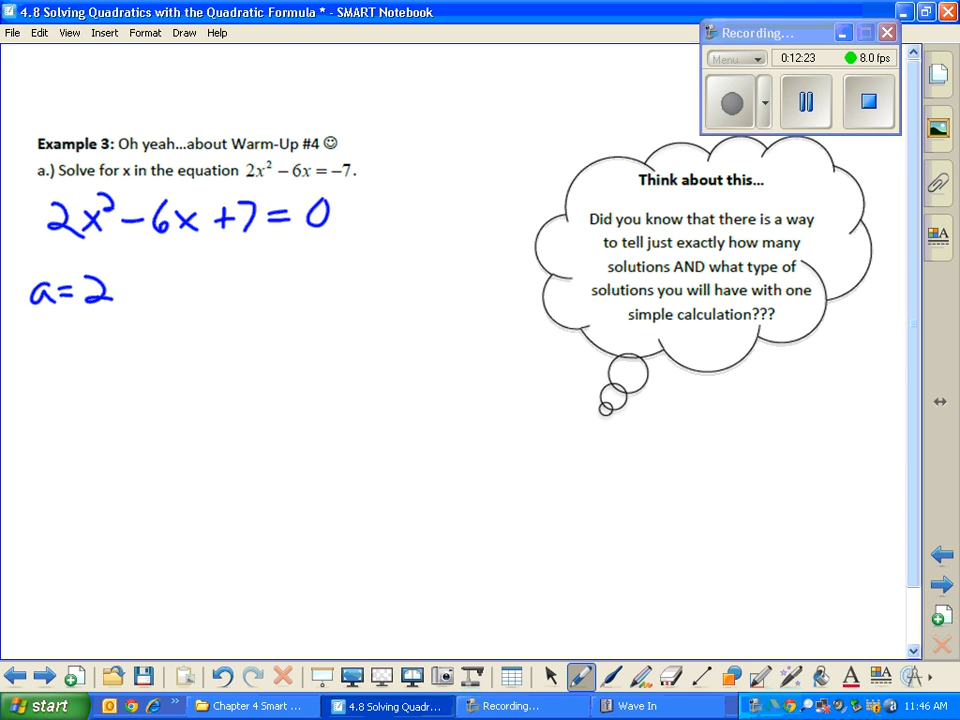 4.8 Solving Quadratics with the Quadratic Formula * - SMART Notebook
File Edit View Insert Format Draw Help
Recording...
Menu
0:12:23
8.0 fps
Example 3: Oh yeah...about Warm-Up #4 ☺
a.) Solve for x in the equation 2x² − 6x = −7.
2x² − 6x + 7 = 0
a = 2
Think about this...
Did you know that there is a way
to tell just exactly how many
solutions AND what type of
solutions you will have with one
simple calculation???
start
Chapter 4 Smart ...
4.8 Solving Quadr...
Recording...
Wave In
11:46 AM